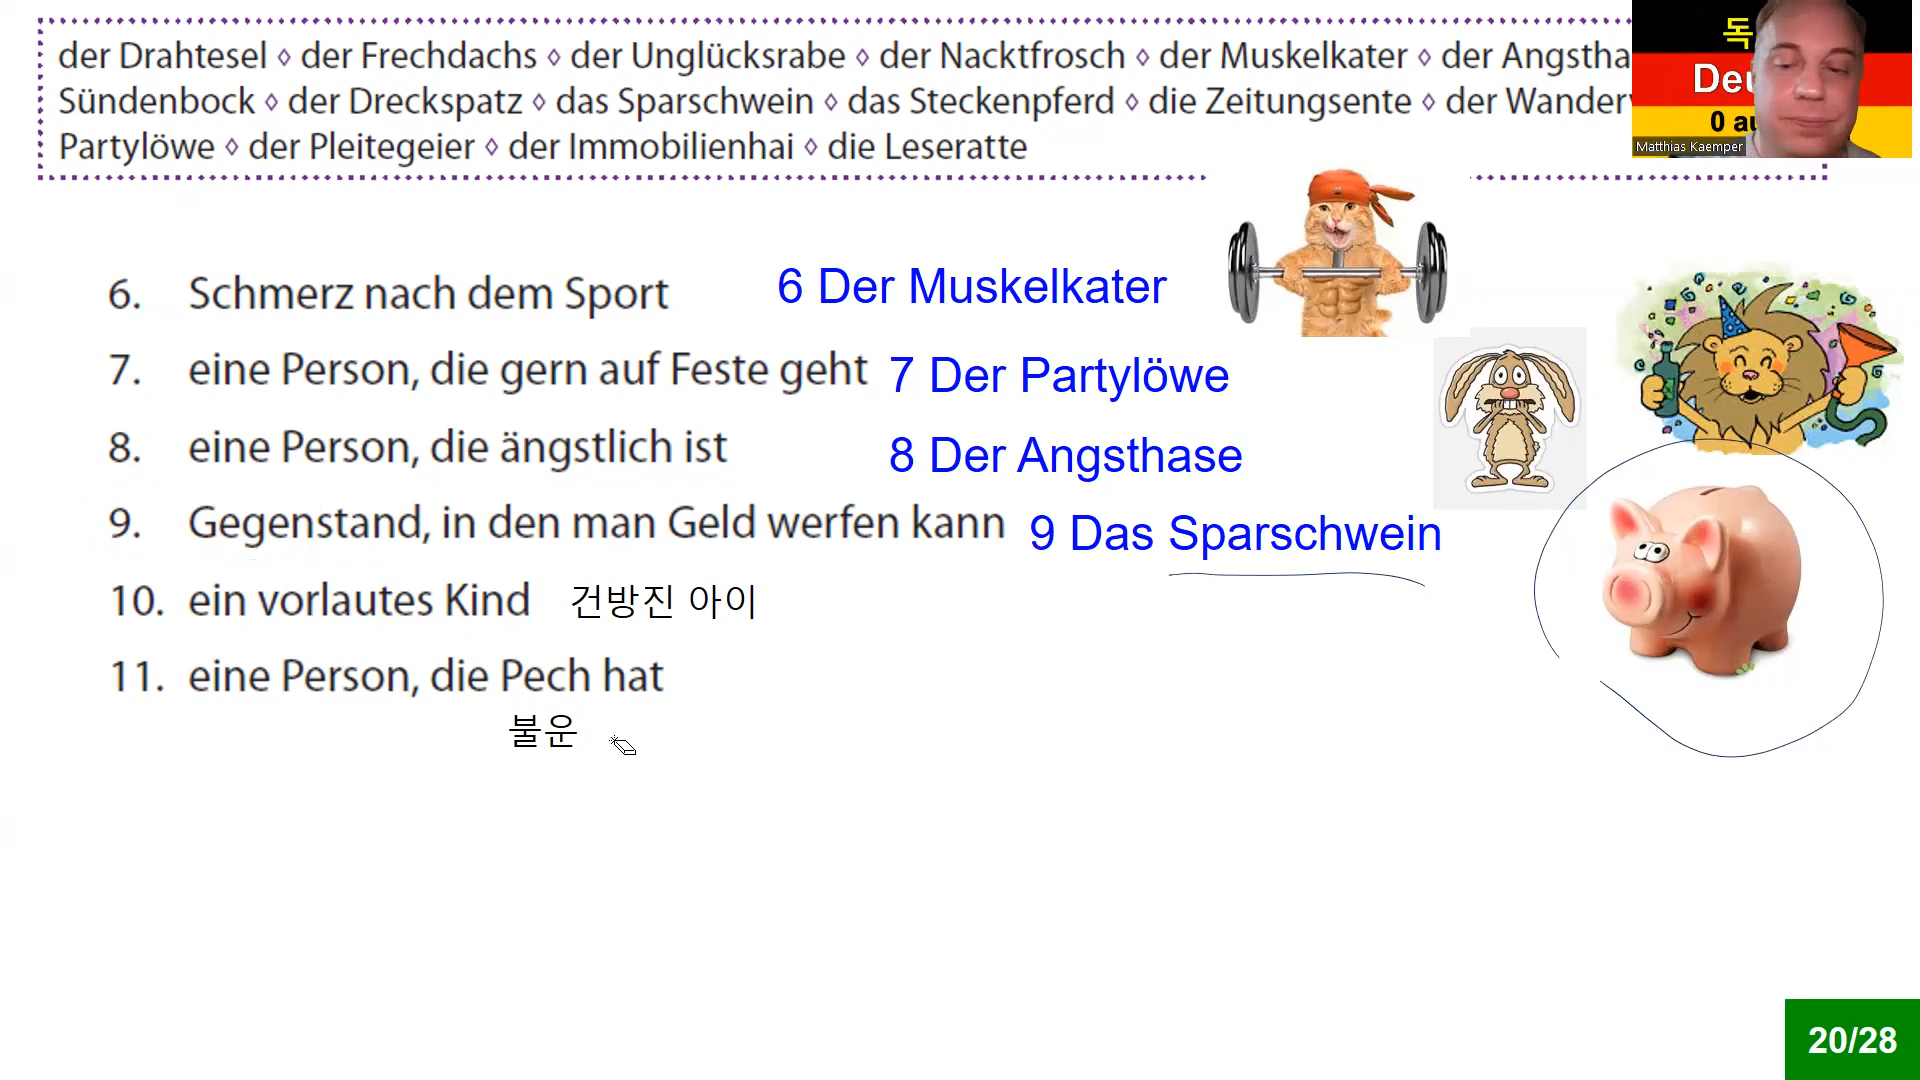 der Drahtesel ◊ der Frechdachs ◊ der Unglücksrabe ◊ der Nacktfrosch ◊ der Muskelkater ◊ der
Sündenbock ◊ der Dreckspatz ◊ das Sparschwein ◊ das Steckenpferd ◊ die Zeitungsente ◊ der
Partylöwe ◊ der Pleitegeier ◊ der Immobilienhai ◊ die Leseratte
독
0
Matthias Kaemper
6. Schmerz nach dem Sport 6 Der Muskelkater
7. eine Person, die gern auf Feste geht 7 Der Partylöwe
8. eine Person, die ängstlich ist 8 Der Angsthase
9. Gegenstand, in den man Geld werfen kann 9 Das Sparschwein
10. ein vorlautes Kind 건방진 아이
11. eine Person, die Pech hat
불운
20/28